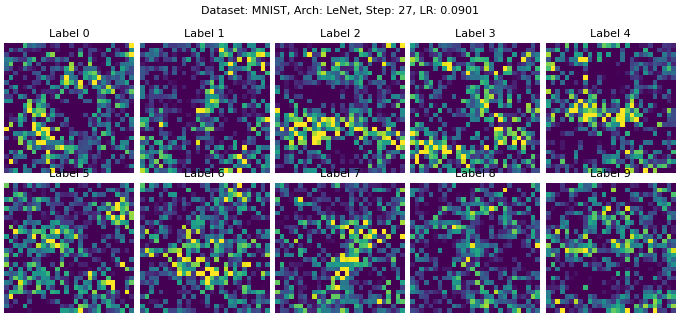 Dataset: MNIST, Arch: LeNet, Step: 27, LR: 0.0901
Label 0 Label 1 Label 2 Label 3 Label 4
Label 5 Label 6 Label 7 Label 8 Label 9